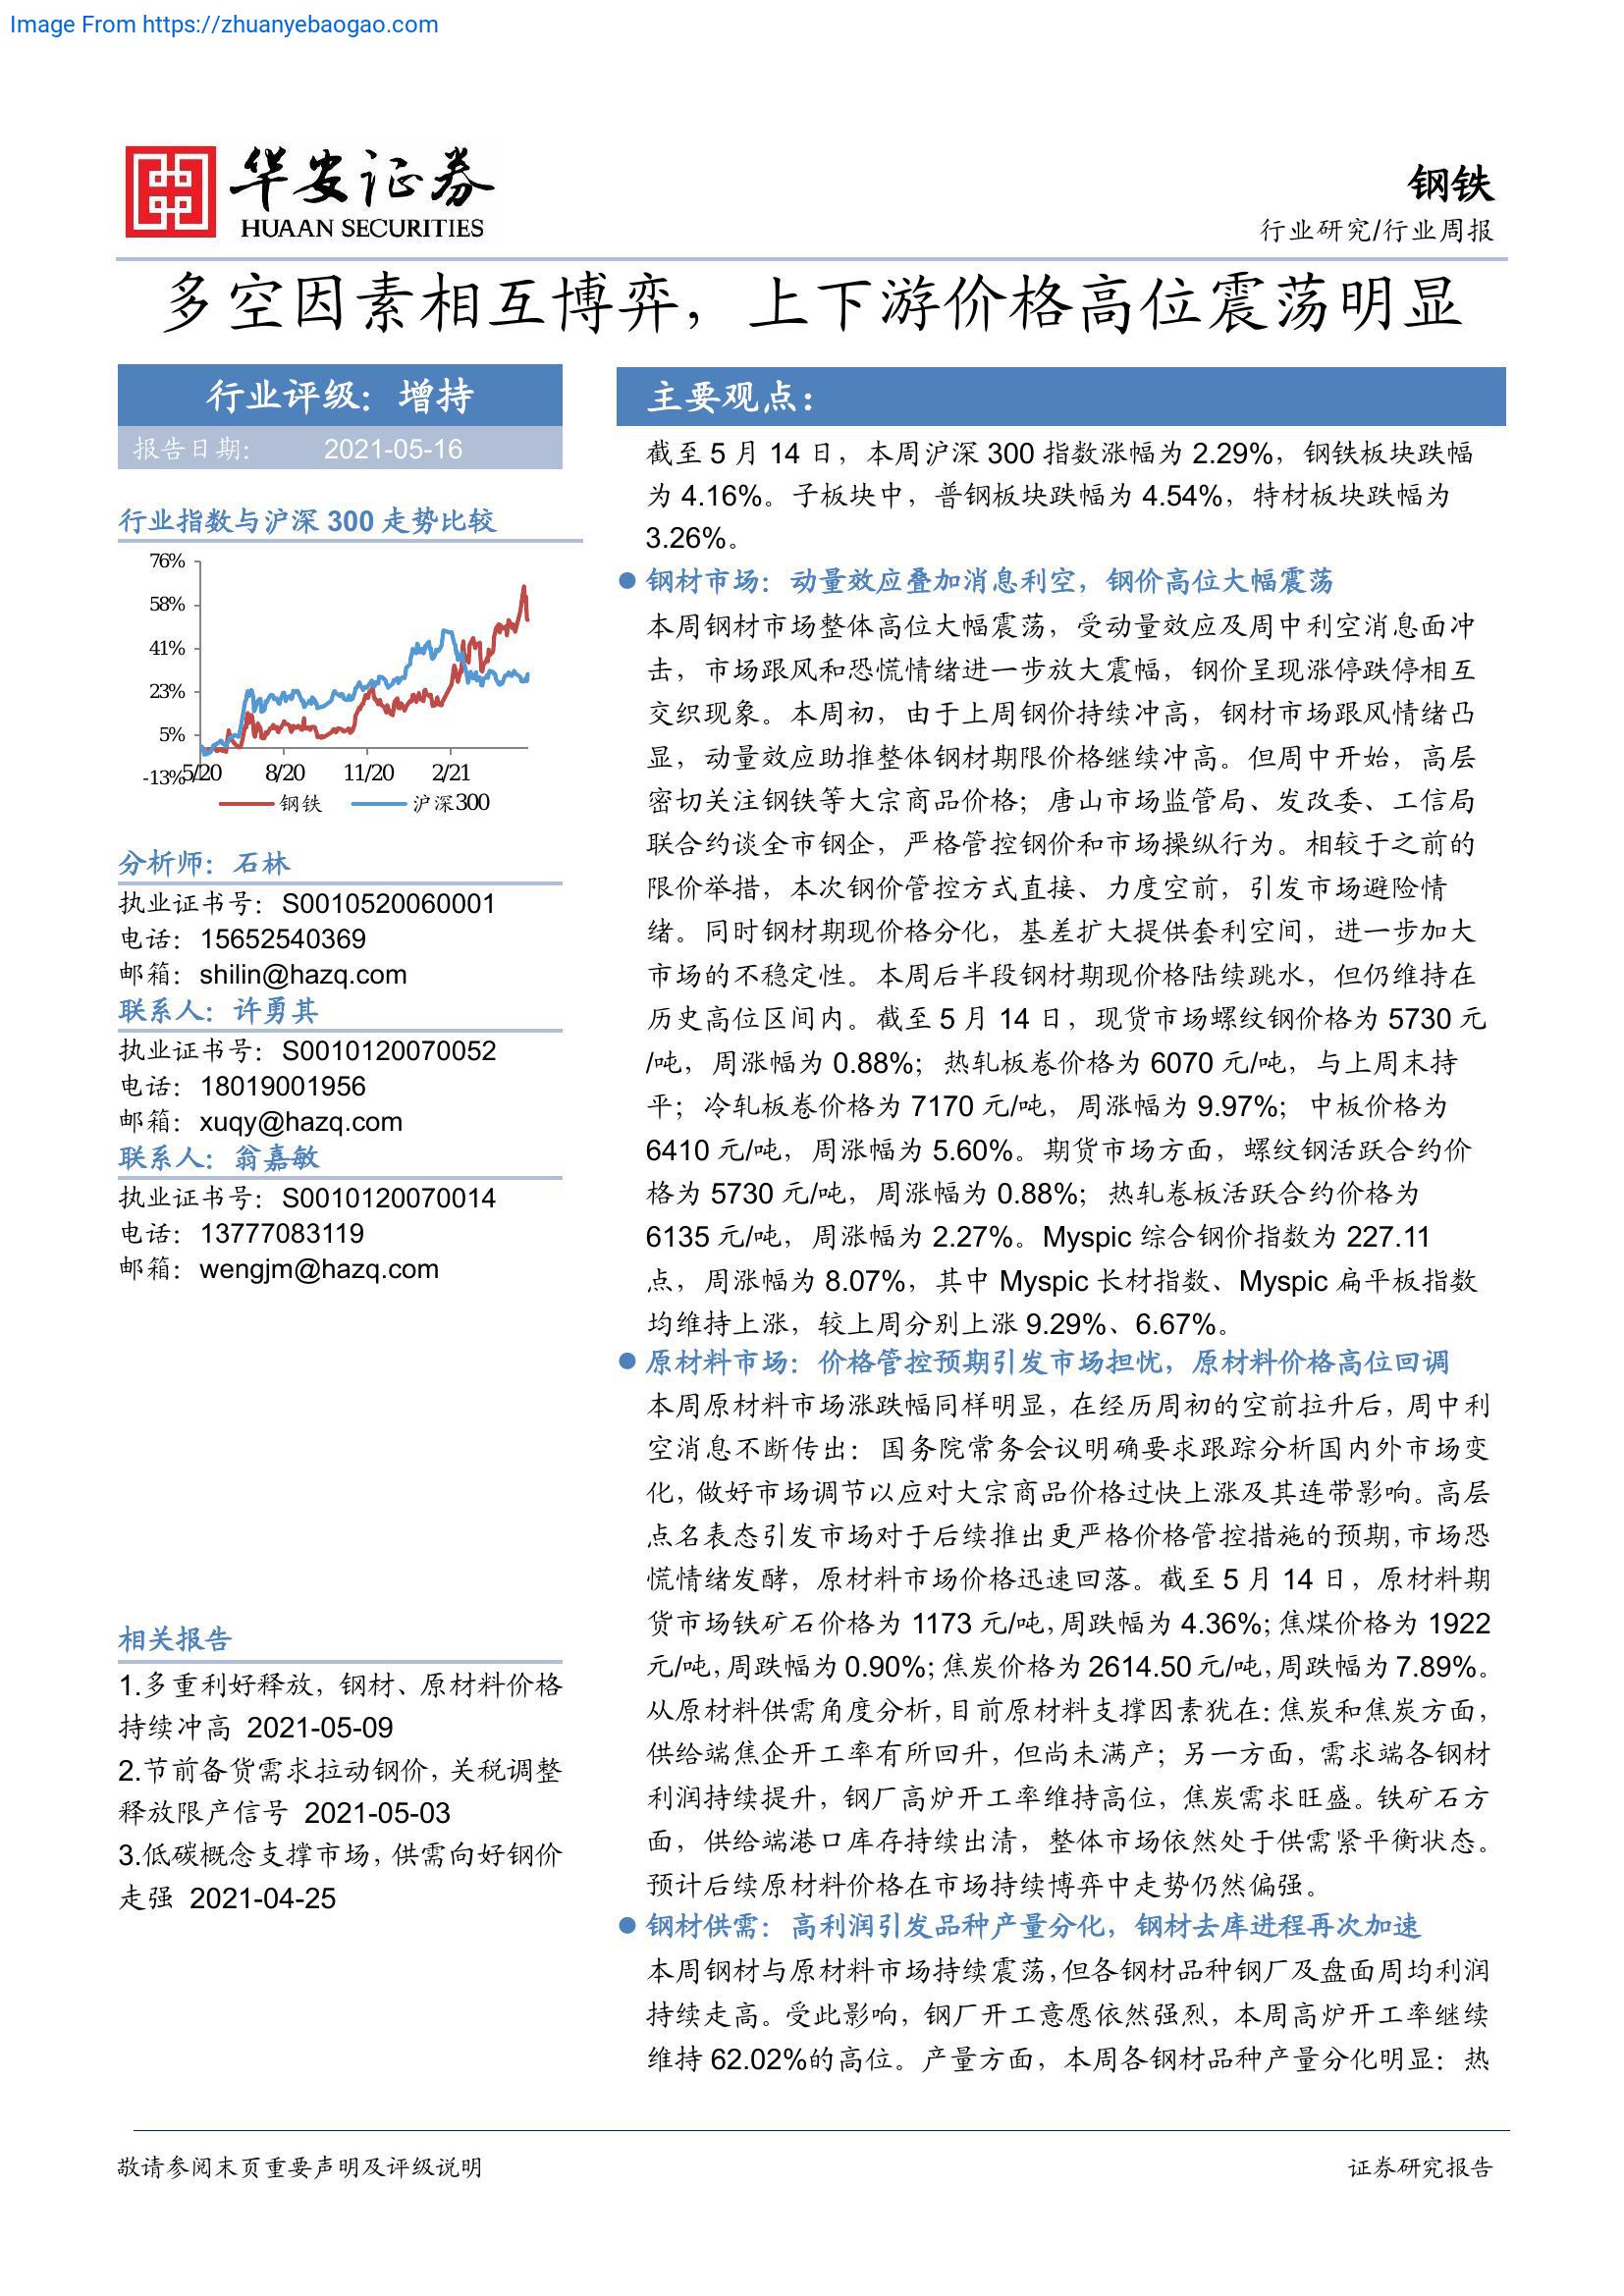 Image From https://zhuanyebaogao.com
华安证券
HUAAN SECURITIES
钢铁
行业研究/行业周报
多空因素相互博弈，上下游价格高位震荡明显
行业评级：增持
报告日期： 2021-05-16
行业指数与沪深 300 走势比较
76%
58%
41%
23%
5%
-13%
5/20 8/20 11/20 2/21
钢铁 沪深300
分析师：石林
执业证书号：S0010520060001
电话：15652540369
邮箱：shilin@hazq.com
联系人：许勇其
执业证书号：S0010120070052
电话：18019001956
邮箱：xuqy@hazq.com
联系人：翁嘉敏
执业证书号：S0010120070014
电话：13777083119
邮箱：wengjm@hazq.com
相关报告
1.多重利好释放，钢材、原材料价格
持续冲高 2021-05-09
2.节前备货需求拉动钢价，关税调整
释放限产信号 2021-05-03
3.低碳概念支撑市场，供需向好钢价
走强 2021-04-25
主要观点：
截至 5 月 14 日，本周沪深 300 指数涨幅为 2.29%，钢铁板块跌幅
为 4.16%。子板块中，普钢板块跌幅为 4.54%，特材板块跌幅为
3.26%。
● 钢材市场：动量效应叠加消息利空，钢价高位大幅震荡
本周钢材市场整体高位大幅震荡，受动量效应及周中利空消息面冲
击，市场跟风和恐慌情绪进一步放大震幅，钢价呈现涨停跌停相互
交织现象。本周初，由于上周钢价持续冲高，钢材市场跟风情绪凸
显，动量效应助推整体钢材期限价格继续冲高。但周中开始，高层
密切关注钢铁等大宗商品价格；唐山市场监管局、发改委、工信局
联合约谈全市钢企，严格管控钢价和市场操纵行为。相较于之前的
限价举措，本次钢价管控方式直接、力度空前，引发市场避险情
绪。同时钢材期现价格分化，基差扩大提供套利空间，进一步加大
市场的不稳定性。本周后半段钢材期现价格陆续跳水，但仍维持在
历史高位区间内。截至 5 月 14 日，现货市场螺纹钢价格为 5730 元
/吨，周涨幅为 0.88%；热轧板卷价格为 6070 元/吨，与上周末持
平；冷轧板卷价格为 7170 元/吨，周涨幅为 9.97%；中板价格为
6410 元/吨，周涨幅为 5.60%。期货市场方面，螺纹钢活跃合约价
格为 5730 元/吨，周涨幅为 0.88%；热轧卷板活跃合约价格为
6135 元/吨，周涨幅为 2.27%。Myspic 综合钢价指数为 227.11
点，周涨幅为 8.07%，其中 Myspic 长材指数、Myspic 扁平板指数
均维持上涨，较上周分别上涨 9.29%、6.67%。
● 原材料市场：价格管控预期引发市场担忧，原材料价格高位回调
本周原材料市场涨跌幅同样明显，在经历周初的空前拉升后，周中利
空消息不断传出：国务院常务会议明确要求跟踪分析国内外市场变
化，做好市场调节以应对大宗商品价格过快上涨及其连带影响。高层
点名表态引发市场对于后续推出更严格价格管控措施的预期，市场恐
慌情绪发酵，原材料市场价格迅速回落。截至 5 月 14 日，原材料期
货市场铁矿石价格为 1173 元/吨，周跌幅为 4.36%；焦煤价格为 1922
元/吨，周跌幅为 0.90%；焦炭价格为 2614.50 元/吨，周跌幅为 7.89%。
从原材料供需角度分析，目前原材料支撑因素犹在：焦炭和焦炭方面，
供给端焦企开工率有所回升，但尚未满产；另一方面，需求端各钢材
利润持续提升，钢厂高炉开工率维持高位，焦炭需求旺盛。铁矿石方
面，供给端港口库存持续出清，整体市场依然处于供需紧平衡状态。
预计后续原材料价格在市场持续博弈中走势仍然偏强。
● 钢材供需：高利润引发品种产量分化，钢材去库进程再次加速
本周钢材与原材料市场持续震荡，但各钢材品种钢厂及盘面周均利润
持续走高。受此影响，钢厂开工意愿依然强烈，本周高炉开工率继续
维持 62.02%的高位。产量方面，本周各钢材品种产量分化明显：热
敬请参阅末页重要声明及评级说明
证券研究报告